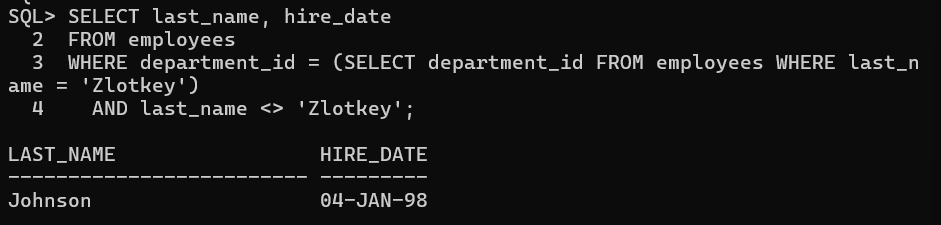 SQL> SELECT last_name, hire_date
  2  FROM employees
  3  WHERE department_id = (SELECT department_id FROM employees WHERE last_n
ame = 'Zlotkey')
  4    AND last_name <> 'Zlotkey';

LAST_NAME                 HIRE_DATE
------------------------- ---------
Johnson                   04-JAN-98